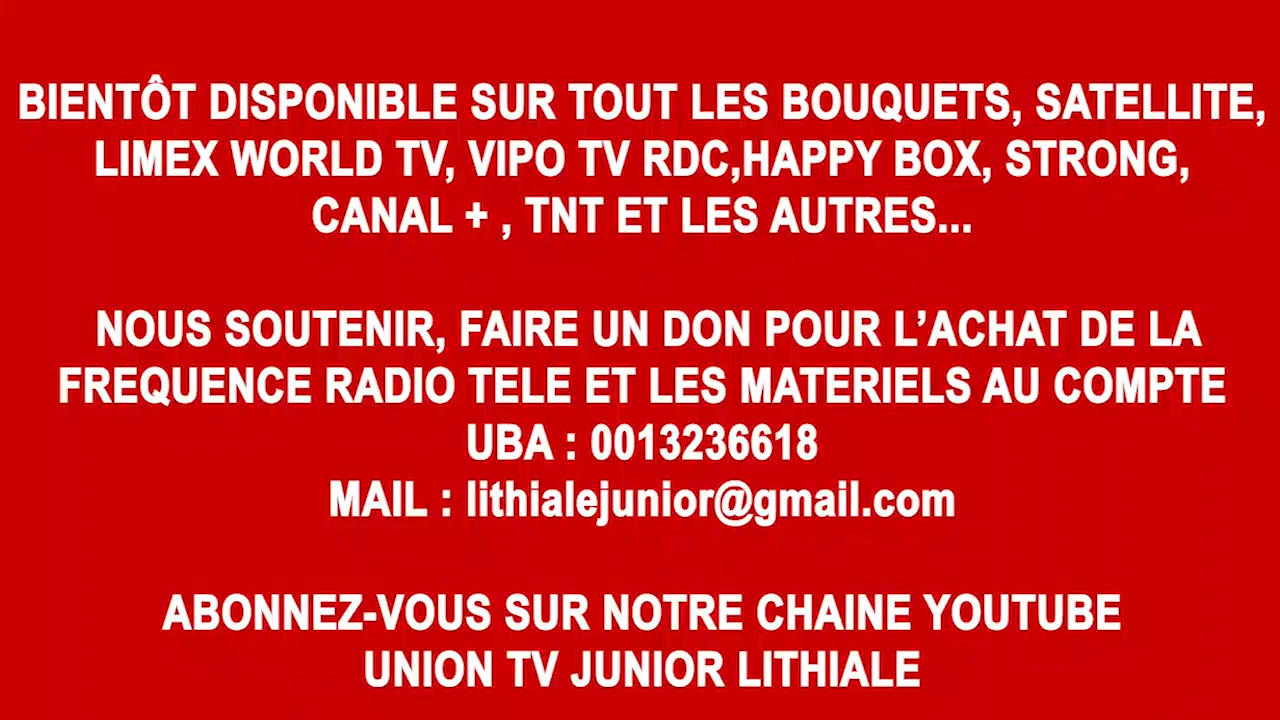 BIENTÔT DISPONIBLE SUR TOUT LES BOUQUETS, SATELLITE,
LIMEX WORLD TV, VIPO TV RDC,HAPPY BOX, STRONG,
CANAL + , TNT ET LES AUTRES...
NOUS SOUTENIR, FAIRE UN DON POUR L’ACHAT DE LA
FREQUENCE RADIO TELE ET LES MATERIELS AU COMPTE
UBA : 0013236618
MAIL : lithialejunior@gmail.com
ABONNEZ-VOUS SUR NOTRE CHAINE YOUTUBE
UNION TV JUNIOR LITHIALE